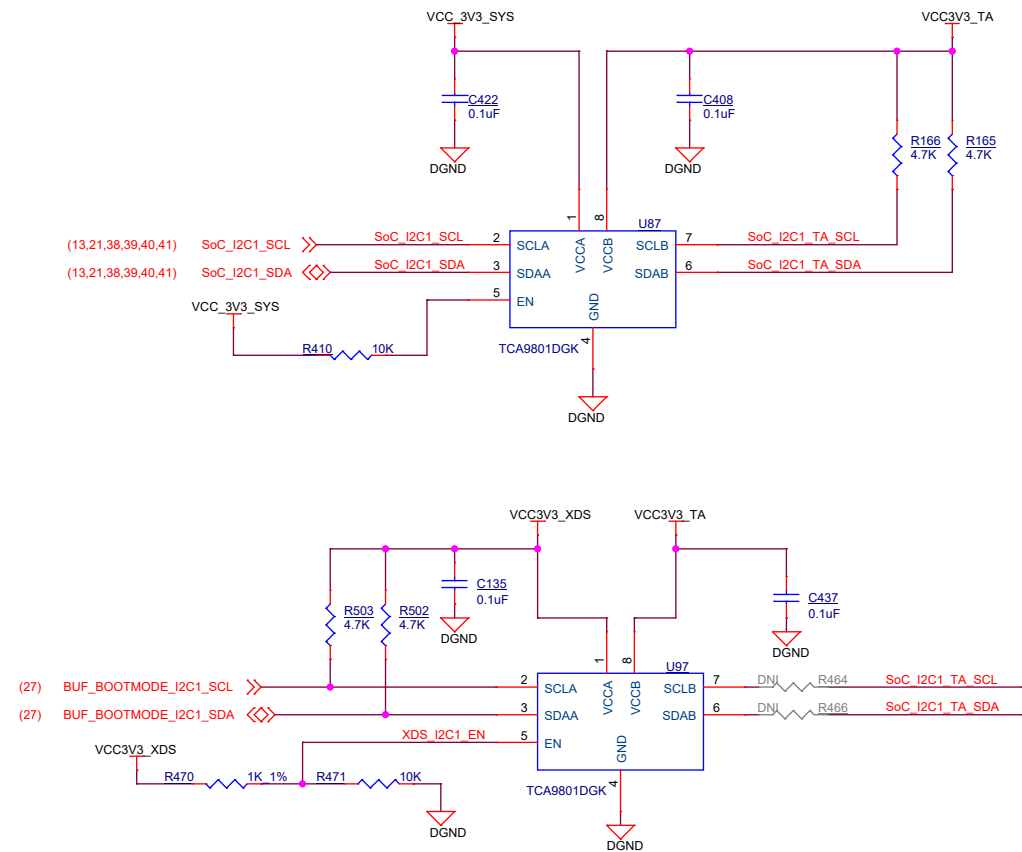 VCC_3V3_SYS
VCC3V3_TA
C422
0.1uF
C408
0.1uF
R166
4.7K
R165
4.7K
DGND
DGND
1
8
U87
(13,21,38,39,40,41) SoC_I2C1_SCL
SoC_I2C1_SCL
2
SCLA
VCCA
VCCB
SCLB
7
SoC_I2C1_TA_SCL
(13,21,38,39,40,41) SoC_I2C1_SDA
SoC_I2C1_SDA
3
SDAA
SDAB
6
SoC_I2C1_TA_SDA
5
EN
GND
VCC_3V3_SYS
R410
10K
TCA9801DGK
4
DGND
VCC3V3_XDS
VCC3V3_TA
C135
0.1uF
C437
0.1uF
R503
4.7K
R502
4.7K
DGND
DGND
1
8
U97
(27) BUF_BOOTMODE_I2C1_SCL
2
SCLA
VCCA
VCCB
SCLB
7
DNI
R464
SoC_I2C1_TA_SCL
(27) BUF_BOOTMODE_I2C1_SDA
3
SDAA
SDAB
6
DNI
R466
SoC_I2C1_TA_SDA
XDS_I2C1_EN
5
EN
GND
VCC3V3_XDS
R470
1K_1%
R471
10K
TCA9801DGK
4
DGND
DGND